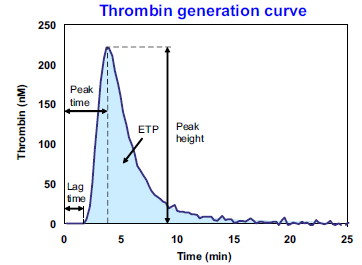 Thrombin generation curve
250
200
150
100
50
0
Thrombin (nM)
Peak
time
ETP
Peak
height
Lag
time
0
5
10
15
20
25
Time (min)